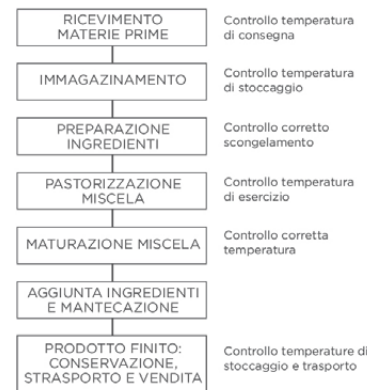 RICEVIMENTO
MATERIE PRIME
Controllo temperatura
di consegna
IMMAGAZINAMENTO
Controllo temperatura
di stoccaggio
PREPARAZIONE
INGREDIENTI
Controllo corretto
scongelamento
PASTORIZZAZIONE
MISCELA
Controllo temperatura
di esercizio
MATURAZIONE MISCELA
Controllo corretta
temperatura
AGGIUNTA INGREDIENTI
E MANTECAZIONE
PRODOTTO FINITO:
CONSERVAZIONE,
STRASPORTO E VENDITA
Controllo temperature di
stoccaggio e trasporto